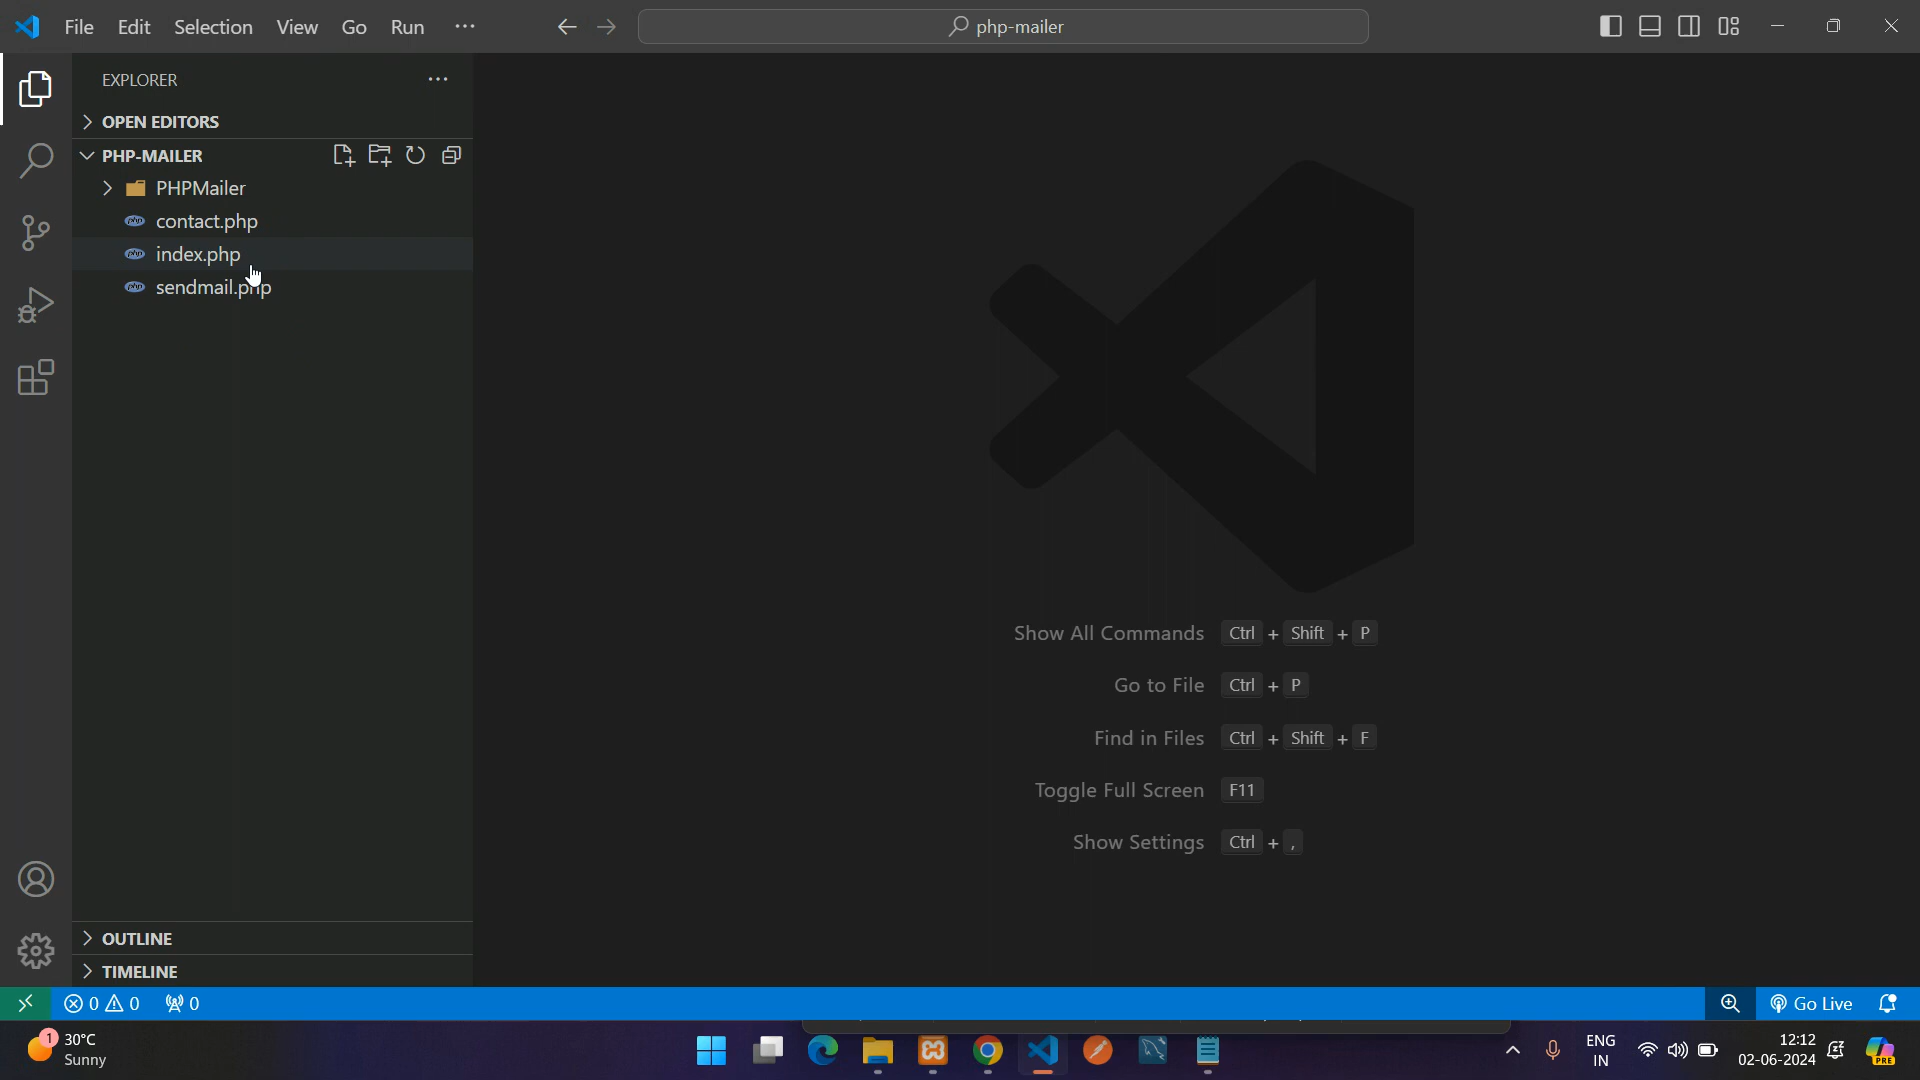 File Edit Selection View Go Run ··· php-mailer
EXPLORER
OPEN EDITORS
PHP-MAILER
PHPMailer
contact.php
index.php
sendmail.php
Show All Commands Ctrl + Shift + P
Go to File Ctrl + P
Find in Files Ctrl + Shift + F
Toggle Full Screen F11
Show Settings Ctrl + ,
OUTLINE
TIMELINE
0 0 0 Go Live
1 30°C
Sunny
ENG
IN
12:12
02-06-2024
PRE